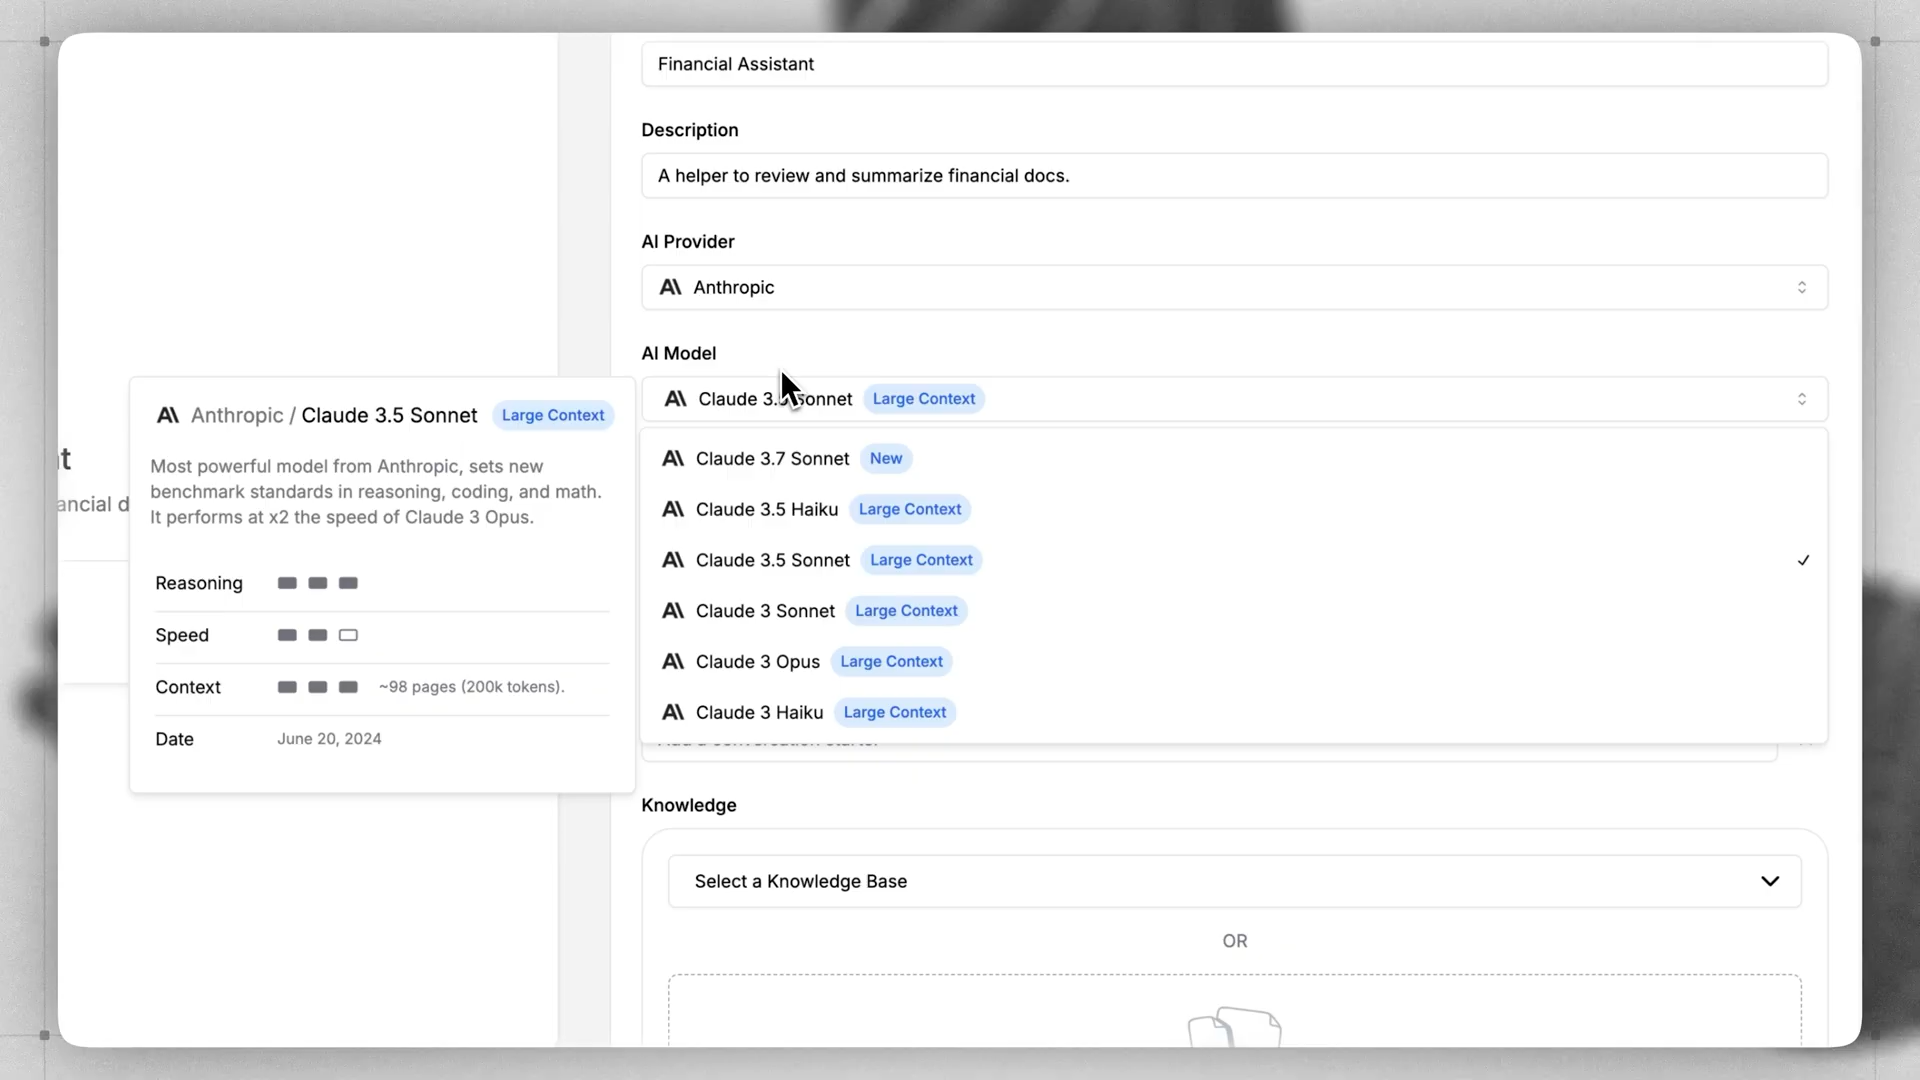 Financial Assistant
Description
A helper to review and summarize financial docs.
AI Provider
Anthropic
AI Model
Claude 3.5 Sonnet Large Context
Anthropic / Claude 3.5 Sonnet Large Context
Most powerful model from Anthropic, sets new
benchmark standards in reasoning, coding, and math.
It performs at x2 the speed of Claude 3 Opus.
Reasoning
Speed
Context ~98 pages (200k tokens).
Date June 20, 2024
Claude 3.7 Sonnet New
Claude 3.5 Haiku Large Context
Claude 3.5 Sonnet Large Context
Claude 3 Sonnet Large Context
Claude 3 Opus Large Context
Claude 3 Haiku Large Context
Knowledge
Select a Knowledge Base
OR